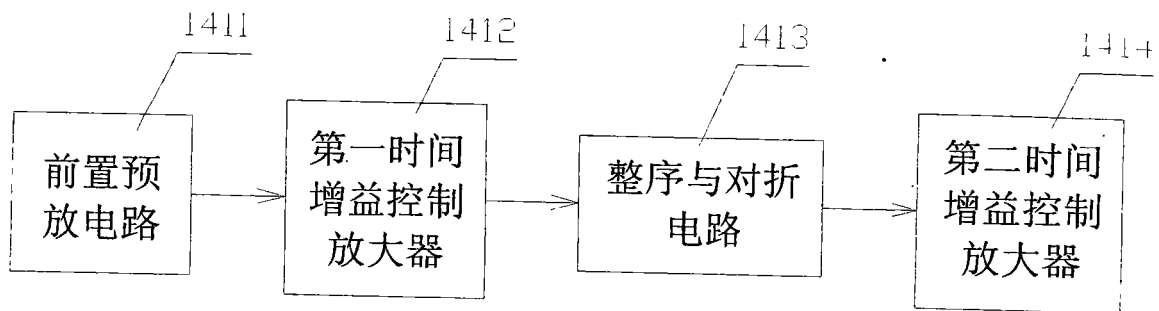 1411
1412
1413
1414
前置预
放电路
第一时间
增益控制
放大器
整序与对折
电路
第二时间
增益控制
放大器